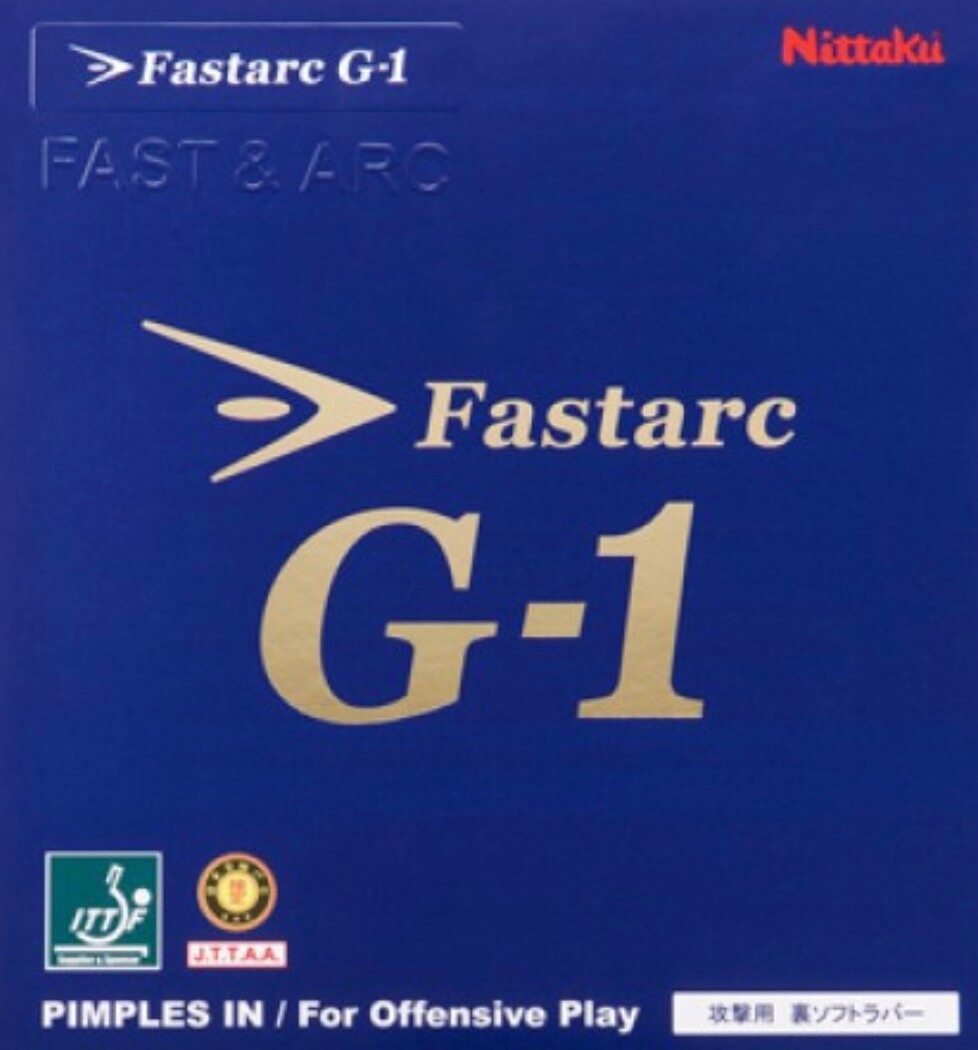 Fastarc G-1
Nittaku
FAST & ARC
Fastarc
G-1
ITTF
J.T.T.A.A.
PIMPLES IN / For Offensive Play
攻撃用 裏ソフトラバー